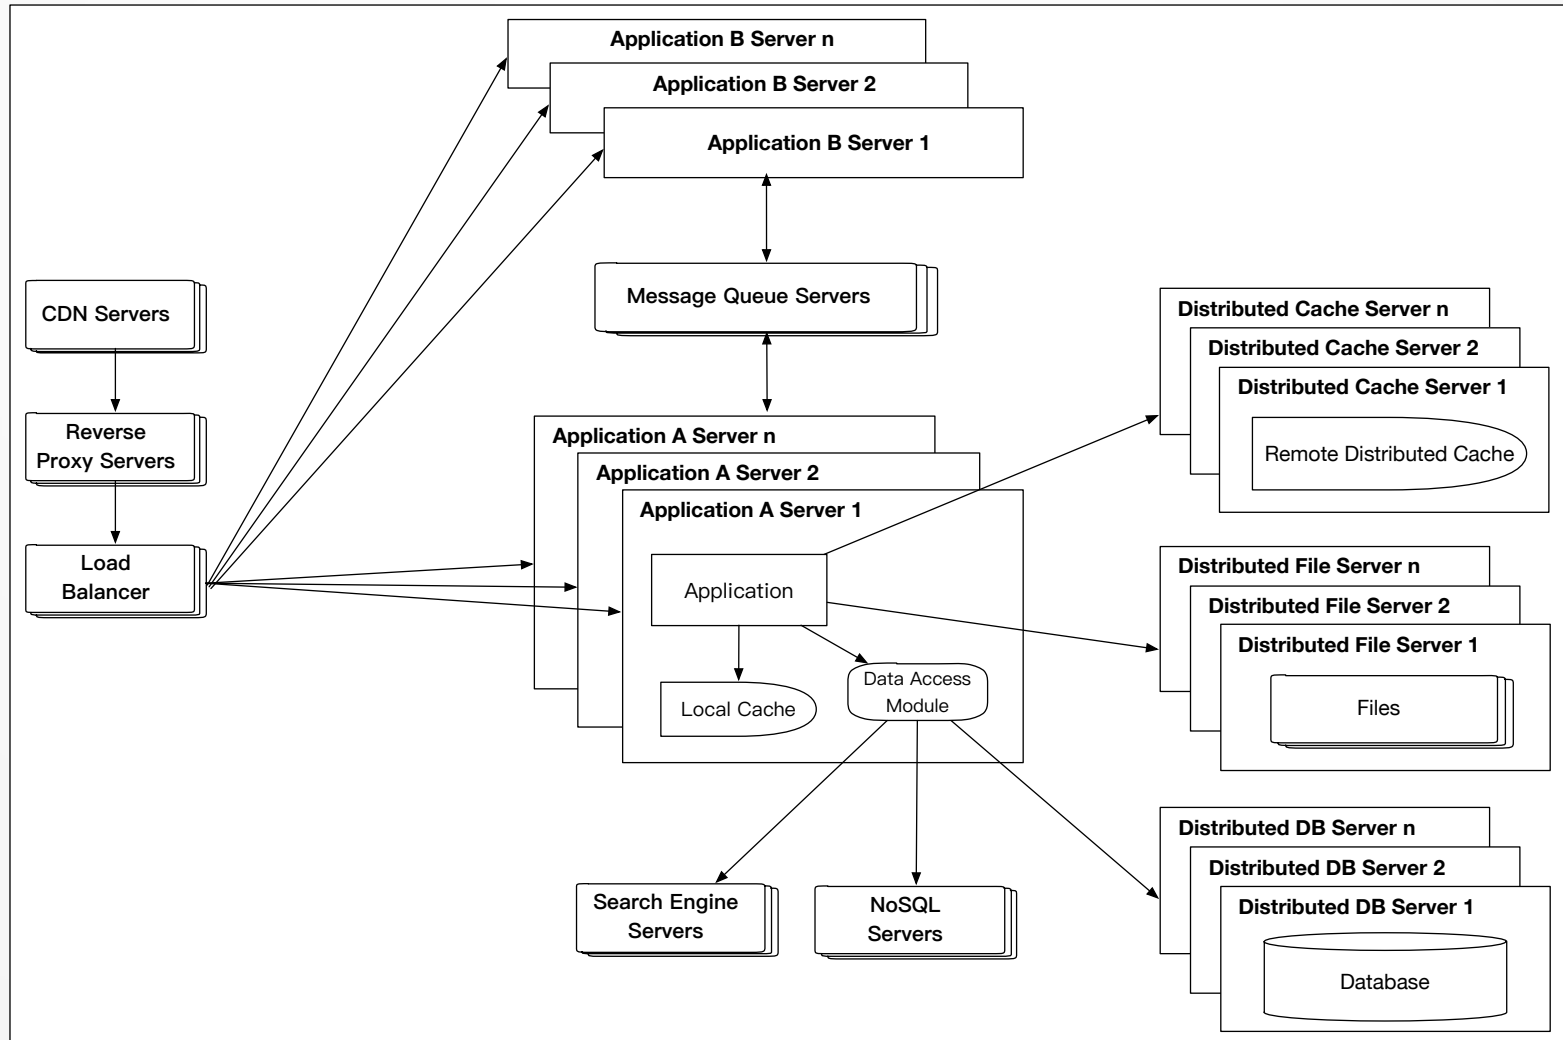 Application B Server n
Application B Server 2
Application B Server 1
CDN Servers
Message Queue Servers
Reverse
Proxy Servers
Load
Balancer
Application A Server n
Application A Server 2
Application A Server 1
Application
Local Cache
Data Access
Module
Search Engine
Servers
NoSQL
Servers
Distributed Cache Server n
Distributed Cache Server 2
Distributed Cache Server 1
Remote Distributed Cache
Distributed File Server n
Distributed File Server 2
Distributed File Server 1
Files
Distributed DB Server n
Distributed DB Server 2
Distributed DB Server 1
Database